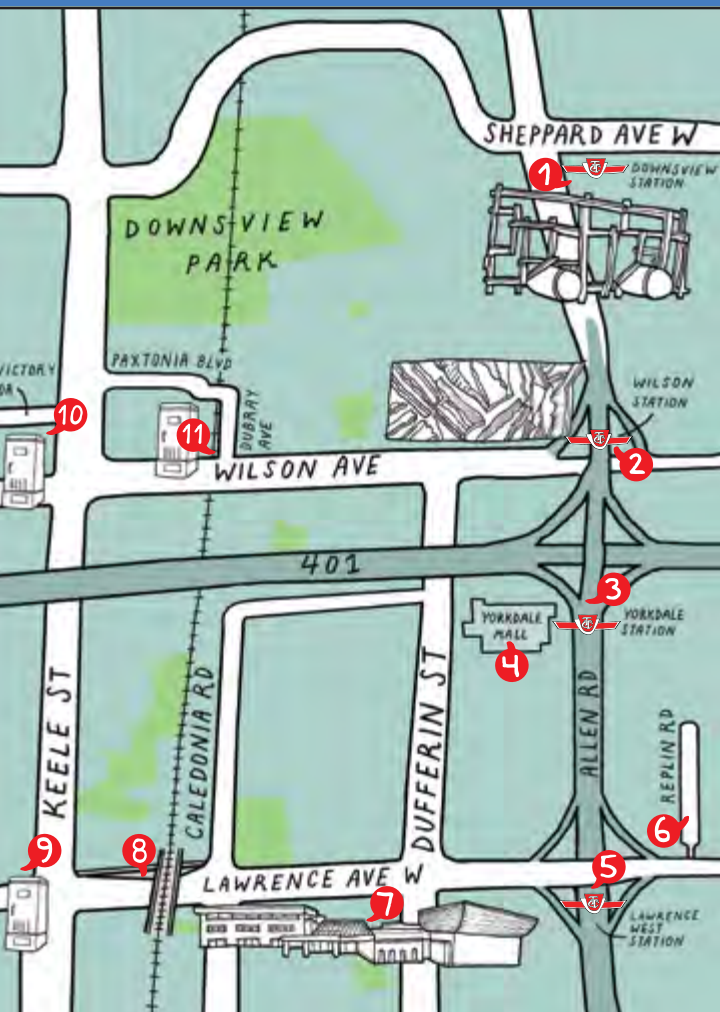 SHEPPARD AVE W
1
DOWNSVIEW
STATION
DOWNSVIEW
PARK
PAXTONIA BLVD
VICTORY
DR
WILSON
STATION
10
11
DUBRAY
AVE
WILSON AVE
2
401
3
YORKDALE
STATION
YORKDALE
MALL
4
KEELE ST
CALEDONIA RD
DUFFERIN ST
ALLEN RD
REPLIN RD
6
9
8
5
LAWRENCE AVE W
7
LAWRENCE
WEST
STATION